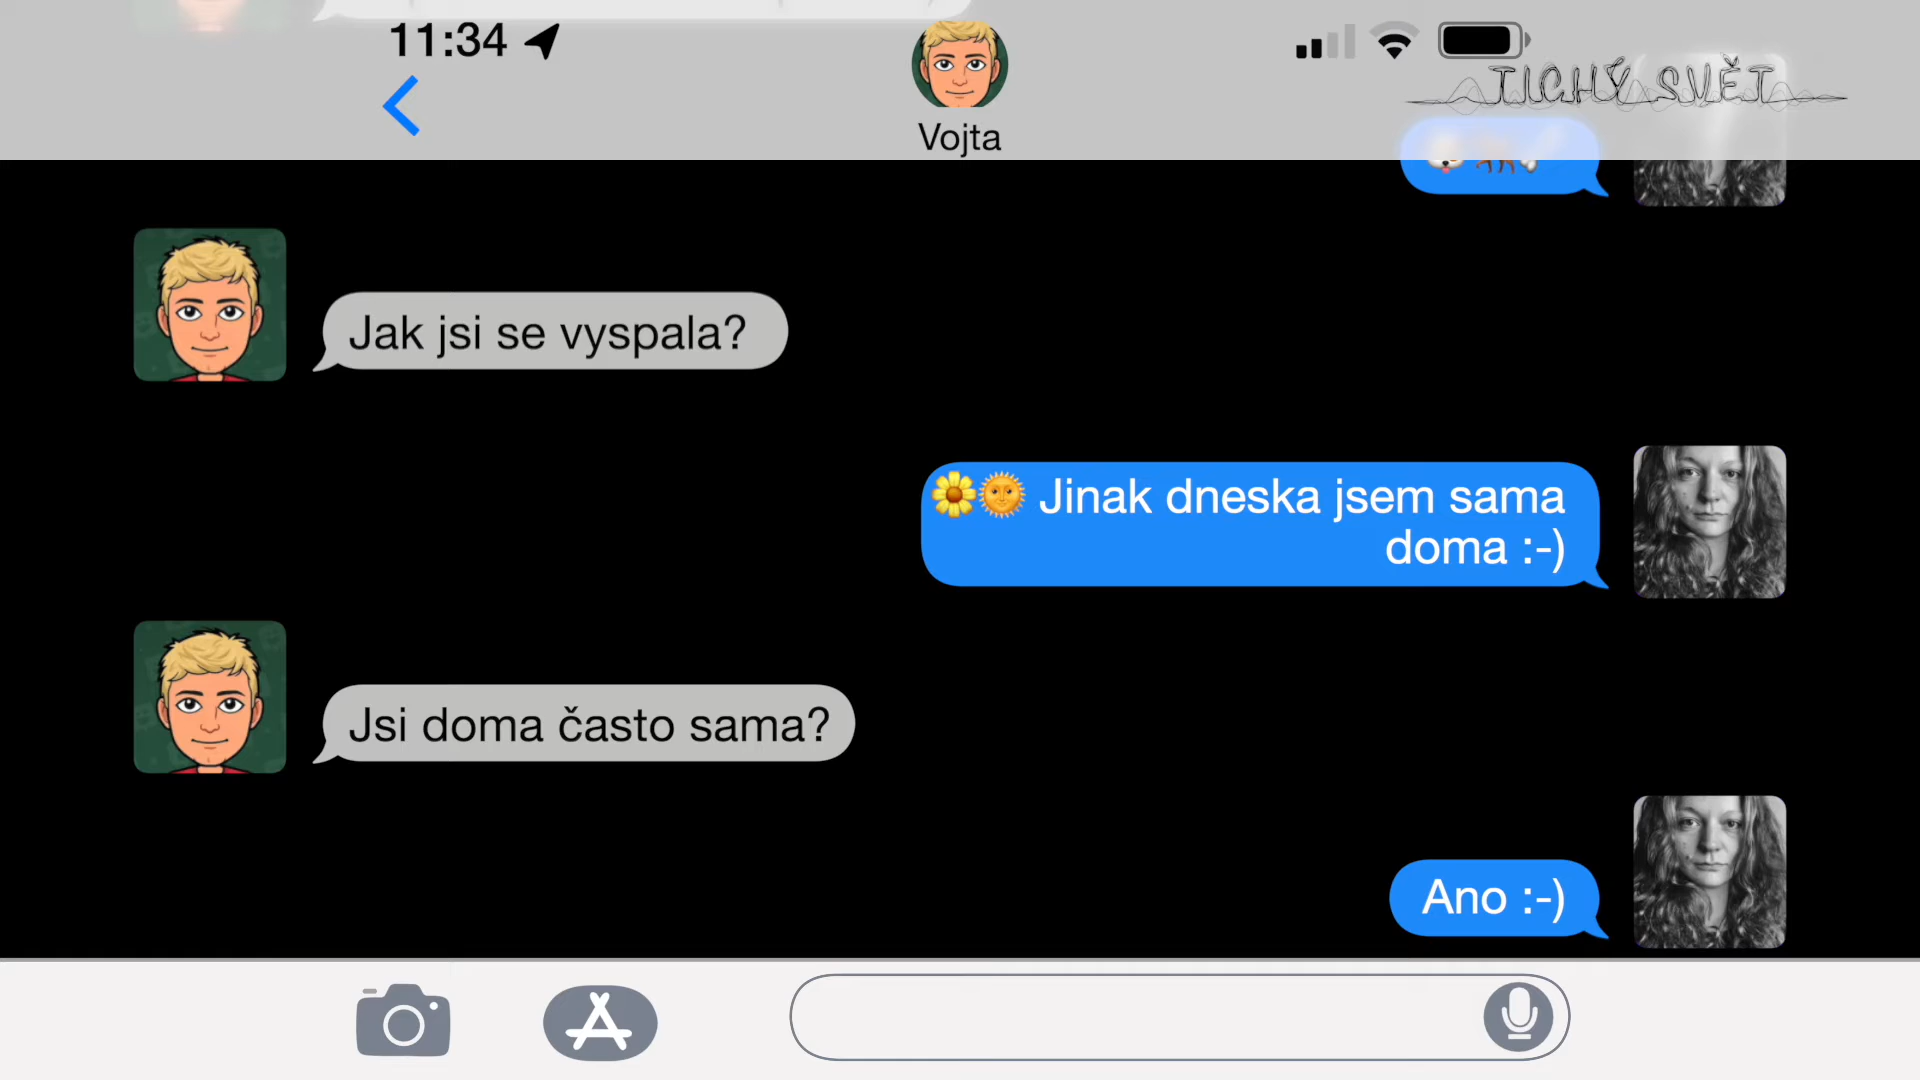 11:34
TICHÝ SVĚT
Vojta
Jak jsi se vyspala?
🌼🌞 Jinak dneska jsem sama
doma :-)
Jsi doma často sama?
Ano :-)